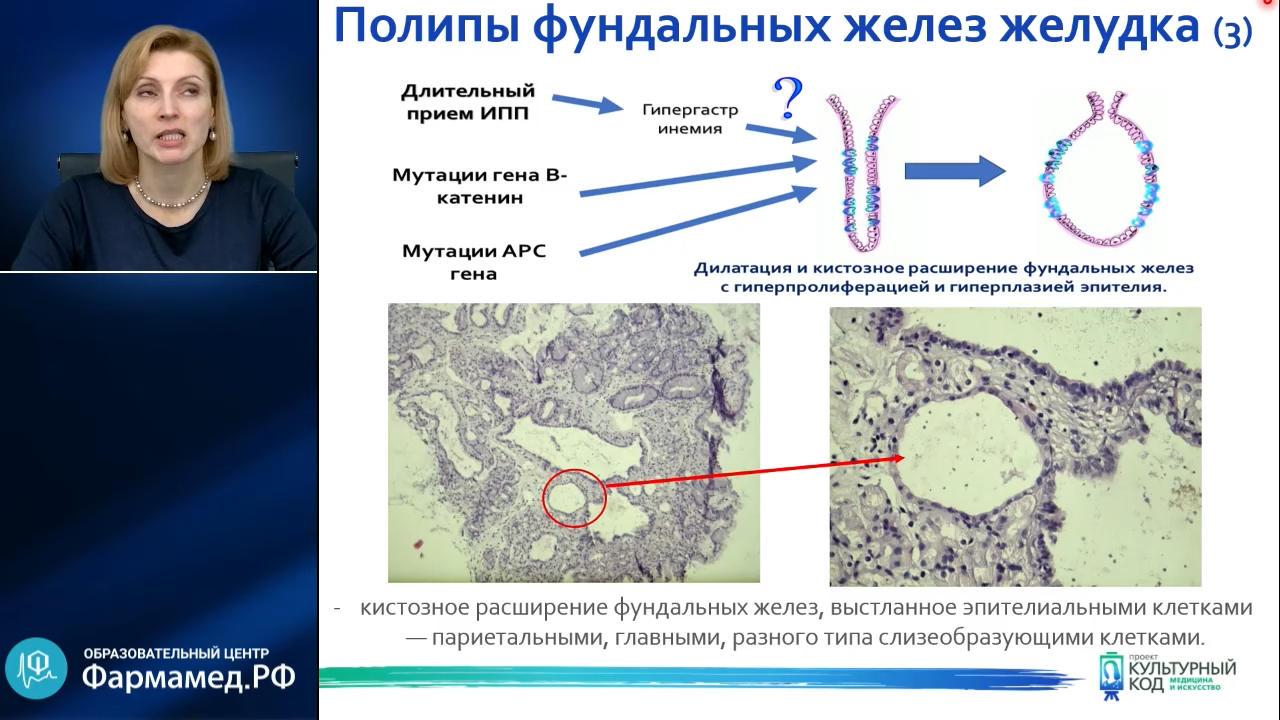 Полипы фундальных желез желудка (3)
Длительный
прием ИПП
Гипергастр
инемия
?
Мутации гена В-
катенин
Мутации АРС
гена
Дилатация и кистозное расширение фундальных желез
с гиперпролиферацией и гиперплазией эпителия.
- кистозное расширение фундальных желез, выстланное эпителиальными клетками
— париетальными, главными, разного типа слизеобразующими клетками.
ОБРАЗОВАТЕЛЬНЫЙ ЦЕНТР
Фармамед.РФ
проект
КУЛЬТУРНЫЙ
КОД МЕДИЦИНА
И ИСКУССТВО